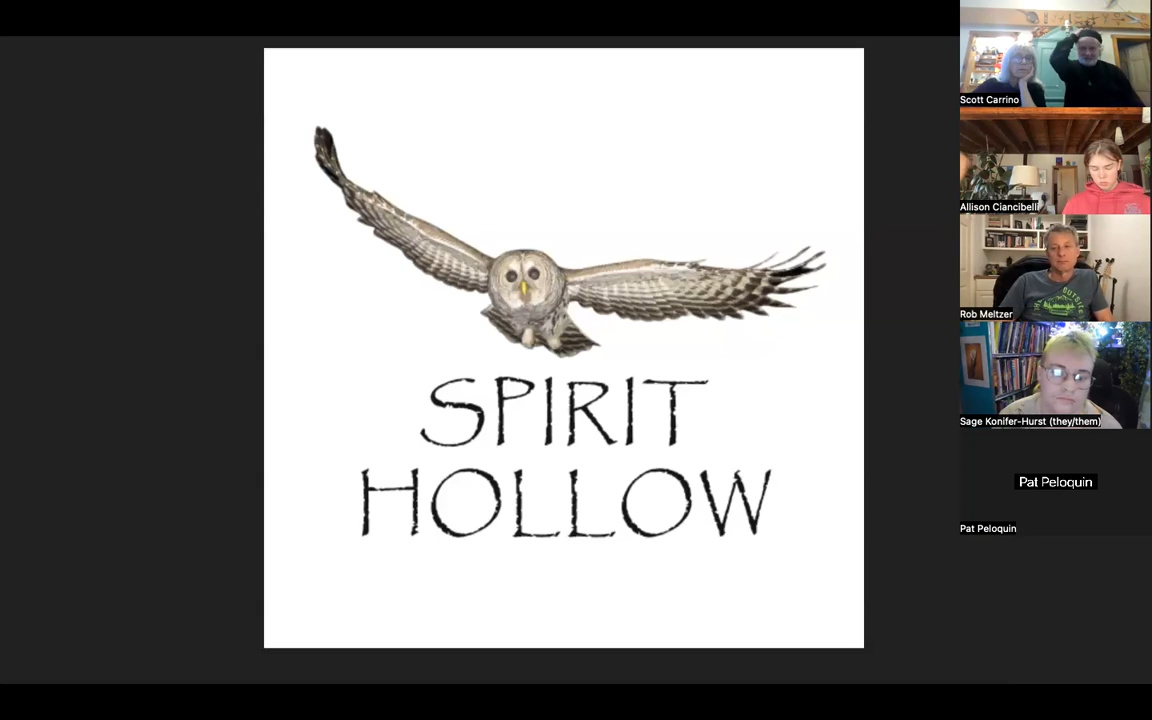 SPIRIT
HOLLOW
Scott Carrino
Allison Ciancibelli
Rob Meltzer
Sage Konifer-Hurst (they/them)
Pat Peloquin
Pat Peloquin